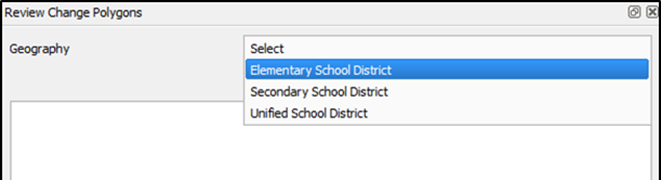 Review Change Polygons
Geography
Select
Elementary School District
Secondary School District
Unified School District